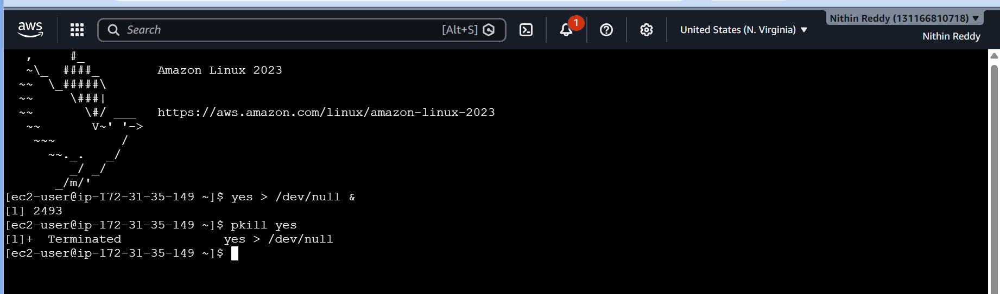 aws
Search
[Alt+S]
1
United States (N. Virginia)
Nithin Reddy (131166810718)
Nithin Reddy
   ,     #_
   ~\_  ####_        Amazon Linux 2023
  ~~  \_#####\
  ~~     \###|
  ~~       \#/ ___   https://aws.amazon.com/linux/amazon-linux-2023
   ~~       V~' '->
    ~~~         /
      ~~._.   _/
         _/ _/
       _/m/'
[ec2-user@ip-172-31-35-149 ~]$ yes > /dev/null &
[1] 2493
[ec2-user@ip-172-31-35-149 ~]$ pkill yes
[1]+  Terminated              yes > /dev/null
[ec2-user@ip-172-31-35-149 ~]$